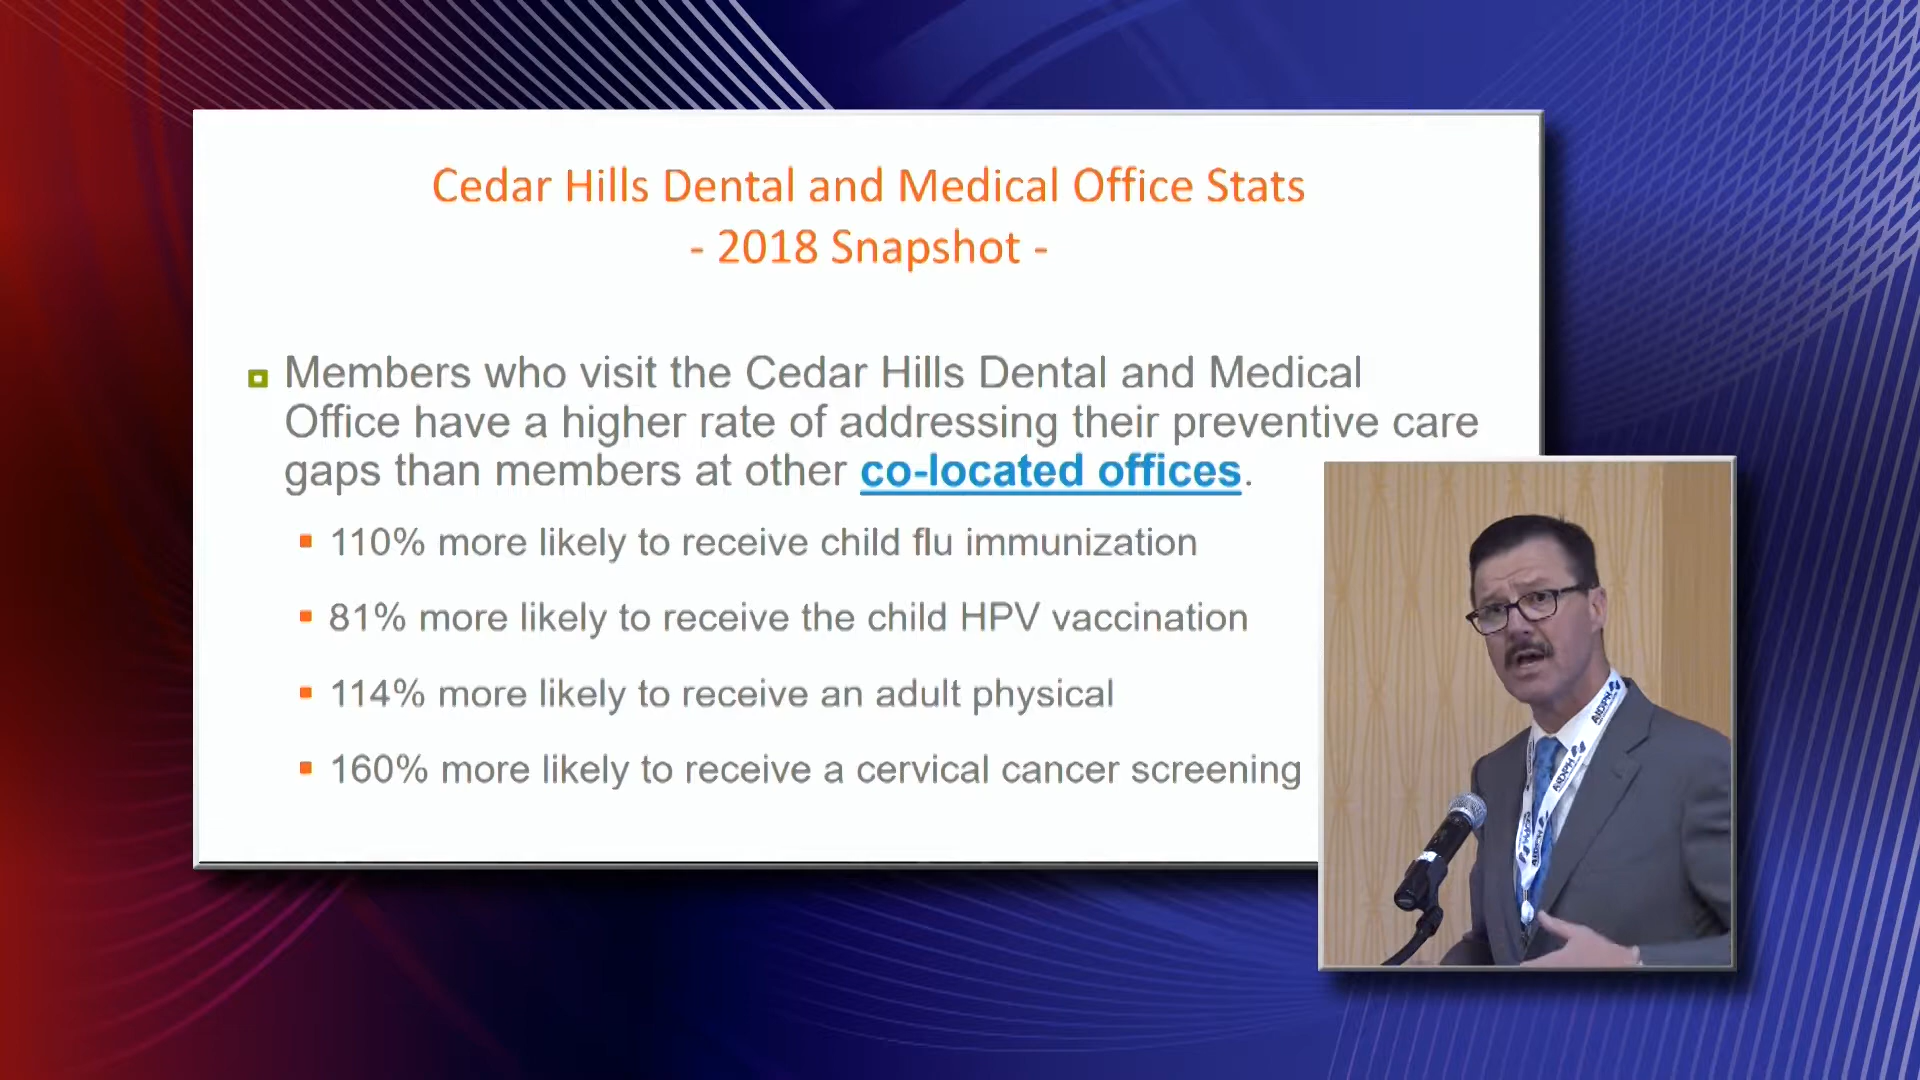 Cedar Hills Dental and Medical Office Stats
- 2018 Snapshot -
Members who visit the Cedar Hills Dental and Medical
Office have a higher rate of addressing their preventive care
gaps than members at other co-located offices.
110% more likely to receive child flu immunization
81% more likely to receive the child HPV vaccination
114% more likely to receive an adult physical
160% more likely to receive a cervical cancer screening
AIDPH
AIDPH
AIDPH